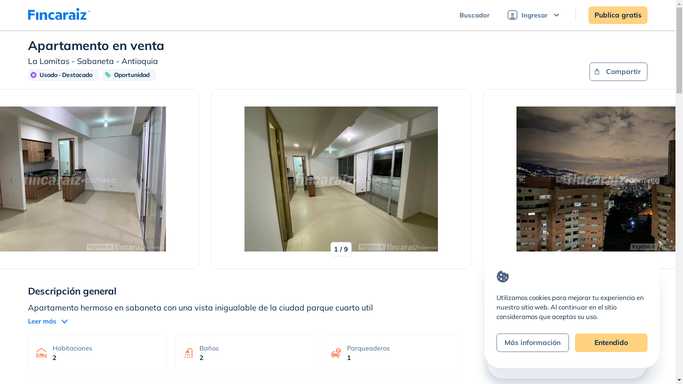 Fincaraiz
Buscador
Ingresar
Publica gratis
Apartamento en venta
La Lomitas - Sabaneta - Antioquia
Usado - Destacado
Oportunidad
Compartir
fincaraiz
fincaraiz
fincaraiz
1 / 9
Descripción general
Apartamento hermoso en sabaneta con una vista inigualable de la ciudad parque cuarto util
Leer más
Habitaciones
2
Baños
2
Parqueaderos
1
Utilizamos cookies para mejorar tu experiencia en
nuestro sitio web. Al continuar en el sitio
consideramos que aceptas su uso.
Más información
Entendido